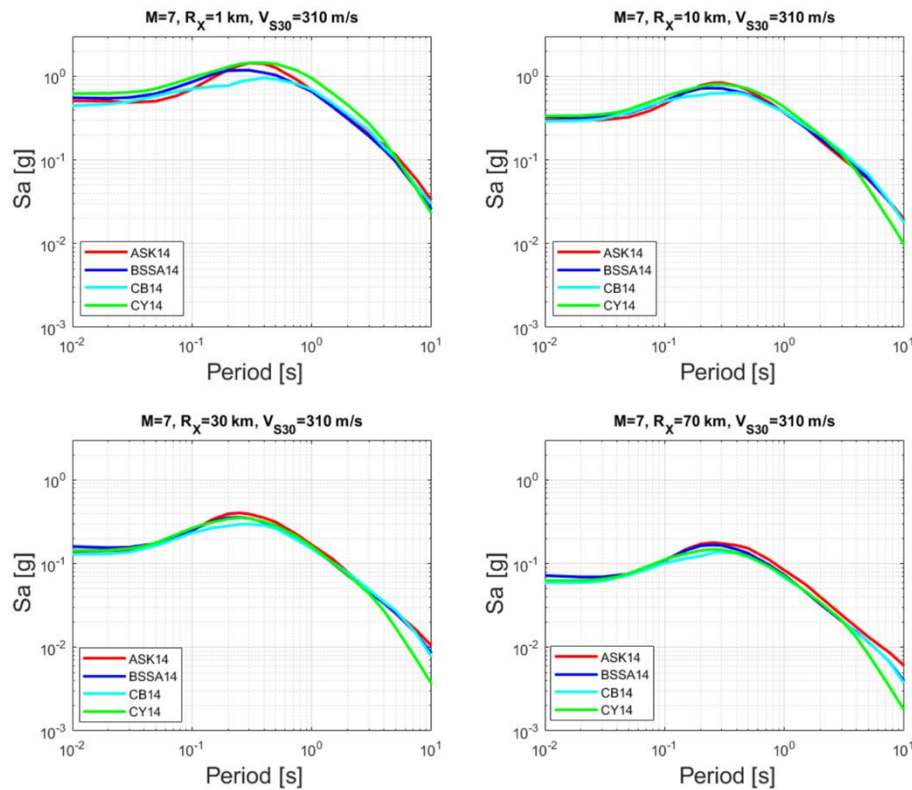 M=7, R_X=1 km, V_S30=310 m/s
Sa [g]
10^0
10^-1
10^-2
10^-3
ASK14
BSSA14
CB14
CY14
10^-2 10^-1 10^0 10^1
Period [s]
M=7, R_X=10 km, V_S30=310 m/s
Sa [g]
10^0
10^-1
10^-2
10^-3
ASK14
BSSA14
CB14
CY14
10^-2 10^-1 10^0 10^1
Period [s]
M=7, R_X=30 km, V_S30=310 m/s
Sa [g]
10^0
10^-1
10^-2
10^-3
ASK14
BSSA14
CB14
CY14
10^-2 10^-1 10^0 10^1
Period [s]
M=7, R_X=70 km, V_S30=310 m/s
Sa [g]
10^0
10^-1
10^-2
10^-3
ASK14
BSSA14
CB14
CY14
10^-2 10^-1 10^0 10^1
Period [s]